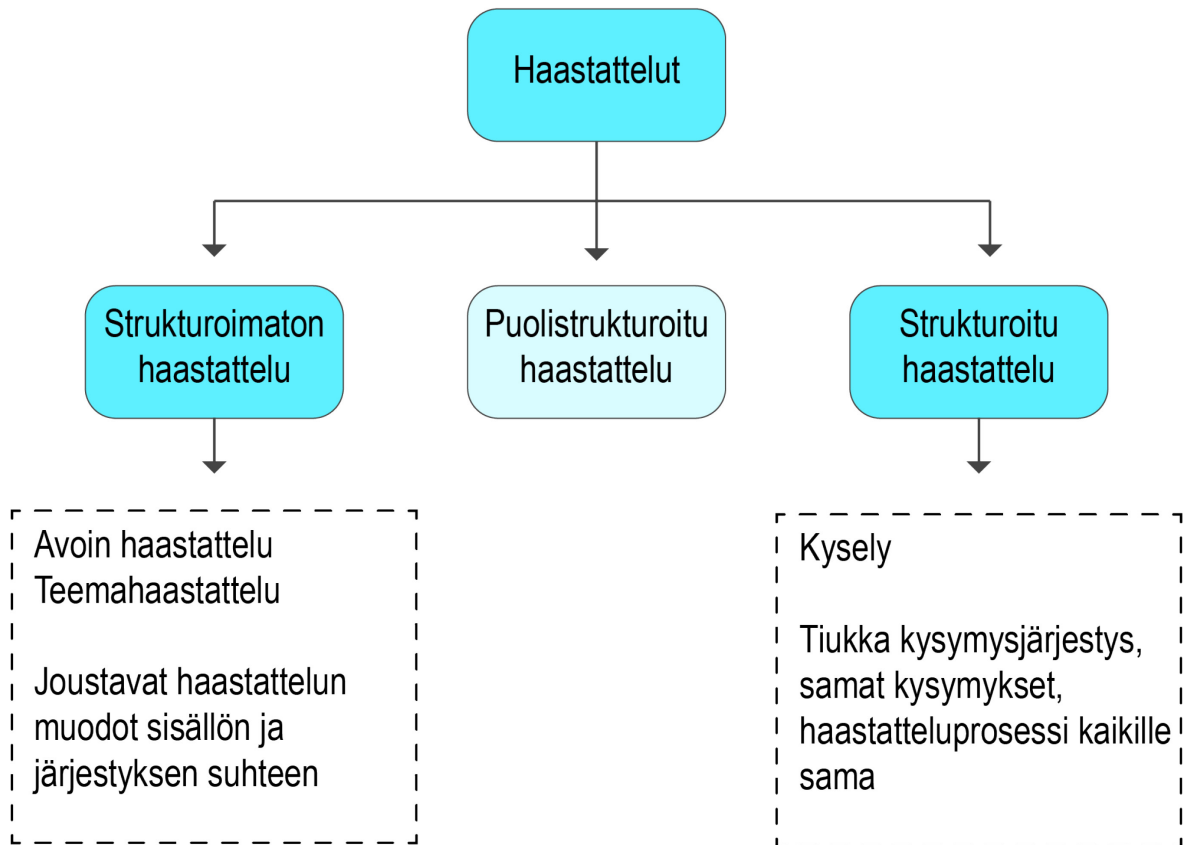 Haastattelut
Strukturoimaton
haastattelu
Puolistrukturoitu
haastattelu
Strukturoitu
haastattelu
Avoin haastattelu
Teemahaastattelu
Joustavat haastattelun
muodot sisällön ja
järjestyksen suhteen
Kysely
Tiukka kysymysjärjestys,
samat kysymykset,
haastatteluprosessi kaikille
sama